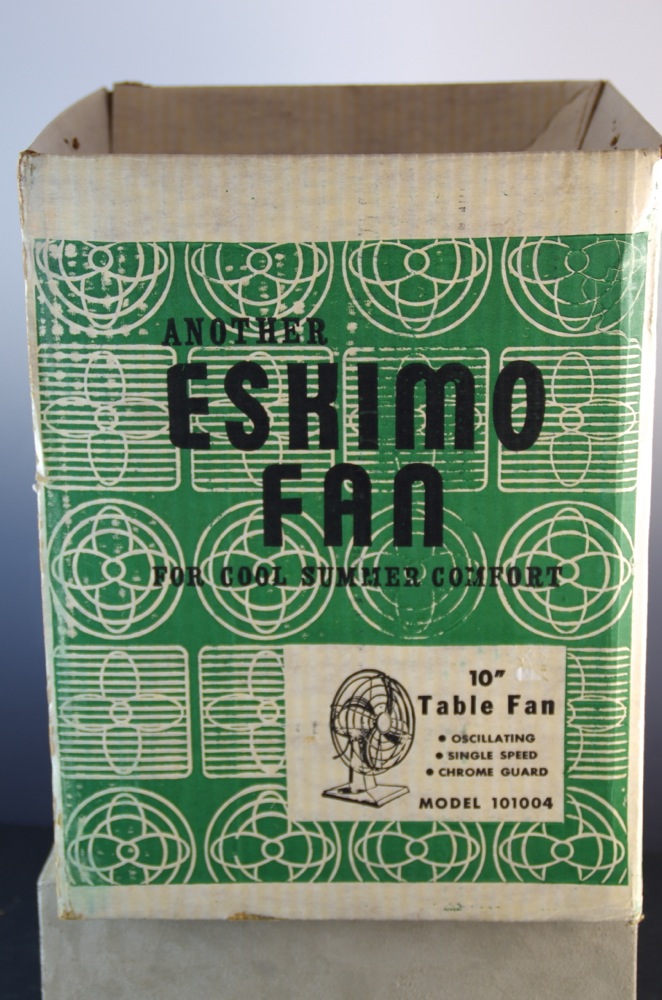 ANOTHER
ESKIMO
FAN
FOR COOL SUMMER COMFORT
10"
Table Fan
• OSCILLATING
• SINGLE SPEED
• CHROME GUARD
MODEL 101004